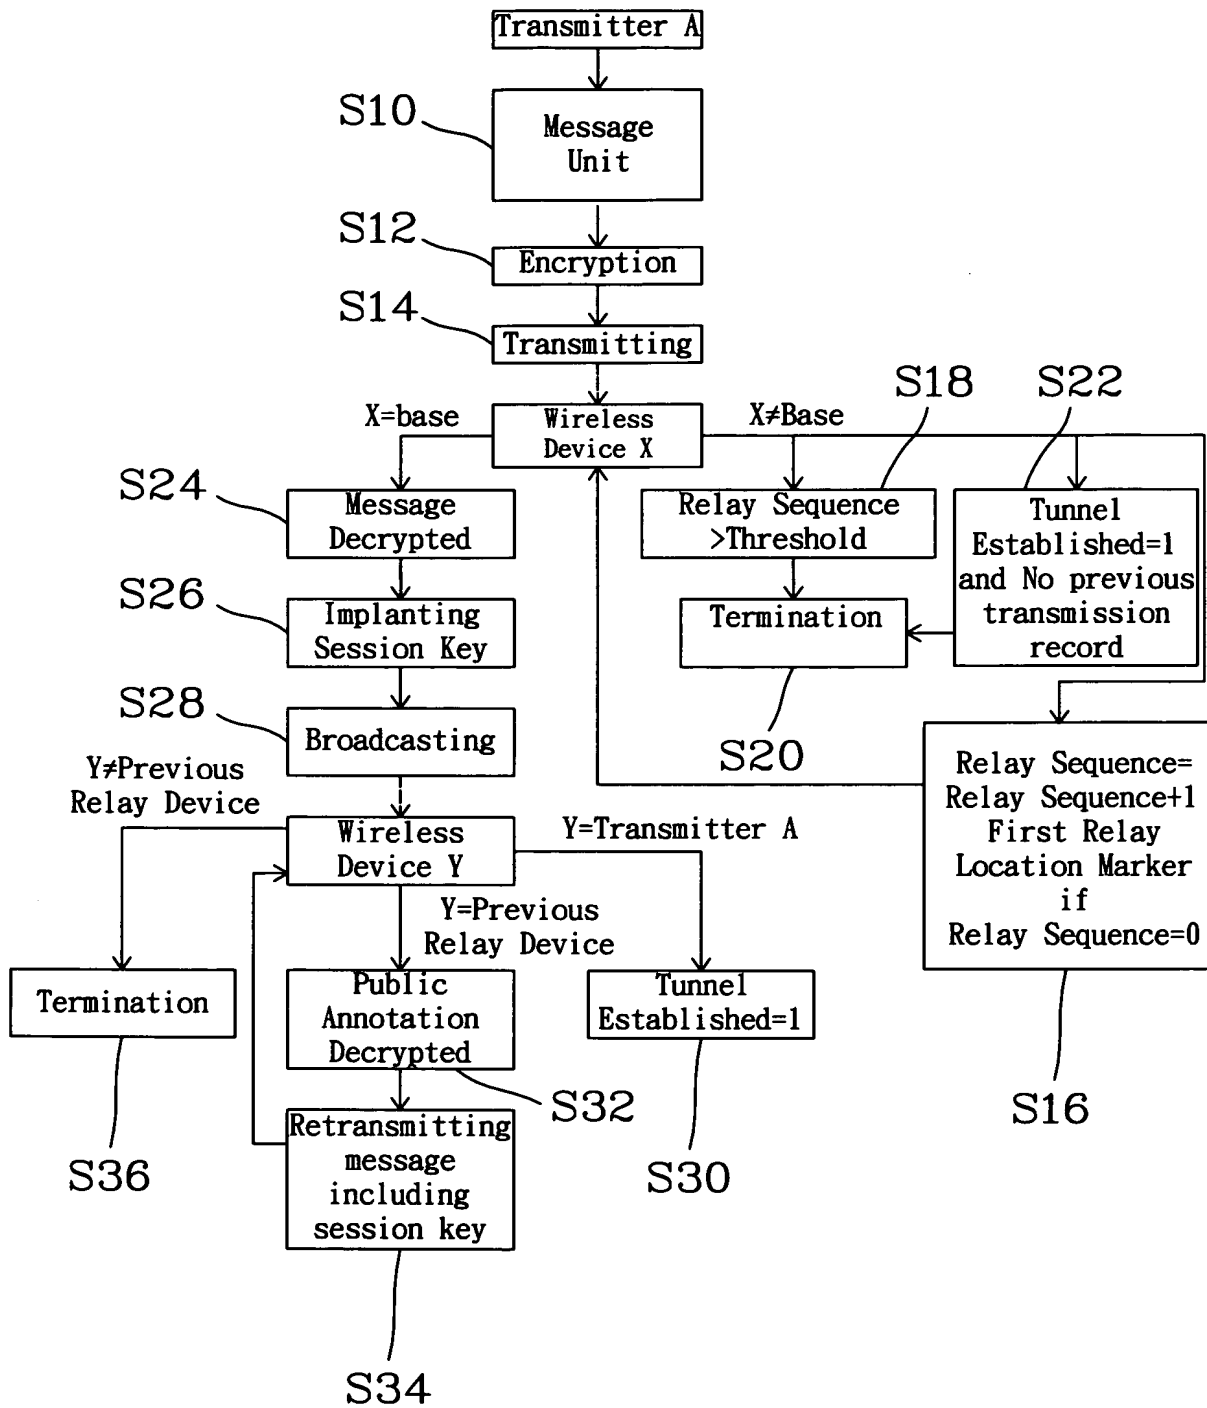 Transmitter A
S10
Message
Unit
S12
Encryption
S14
Transmitting
X=base
Wireless
Device X
X≠Base
S18
S22
S24
Message
Decrypted
Relay Sequence
>Threshold
Tunnel
Established=1
and No previous
transmission
record
S26
Implanting
Session Key
Termination
S28
Broadcasting
S20
Y≠Previous
Relay Device
Relay Sequence=
Relay Sequence+1
First Relay
Location Marker
if
Relay Sequence=0
Wireless
Device Y
Y=Transmitter A
Y=Previous
Relay Device
Termination
Public
Annotation
Decrypted
Tunnel
Established=1
S32
S16
Retransmitting
message
including
session key
S36
S30
S34